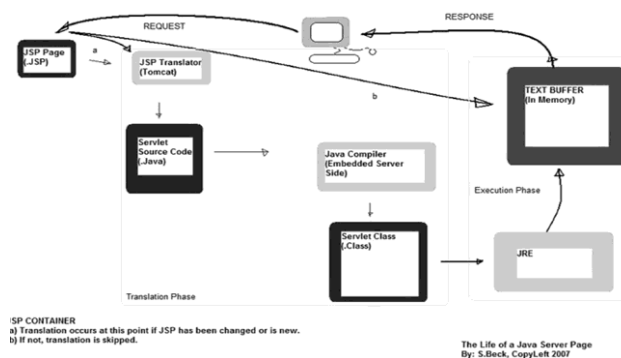 REQUEST
RESPONSE
JSP Page
(.JSP)
a
JSP Translator
(Tomcat)
b
TEXT BUFFER
(In Memory)
Servlet
Source Code
(.Java)
Java Compiler
(Embedded Server
Side)
Execution Phase
Servlet Class
(.Class)
JRE
Translation Phase
JSP CONTAINER
a) Translation occurs at this point if JSP has been changed or is new.
b) If not, translation is skipped.
The Life of a Java Server Page
By: S.Beck, CopyLeft 2007